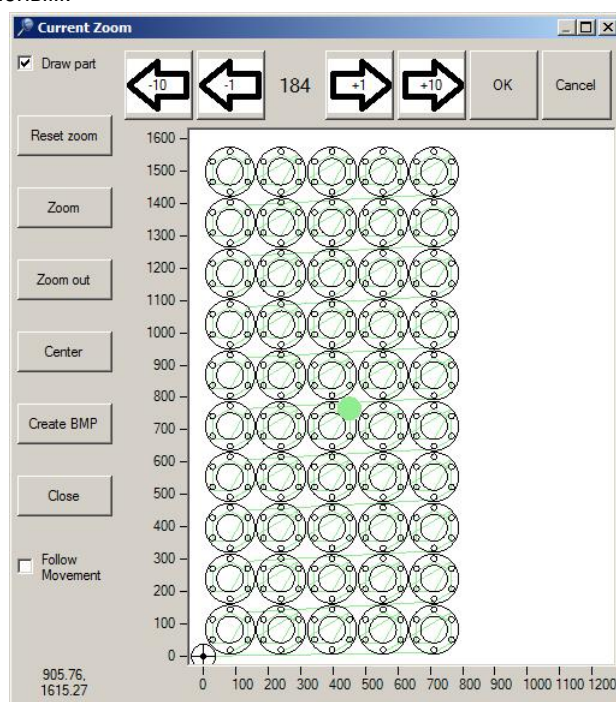 Current Zoom
Draw part
-10
-1
184
+1
+10
OK
Cancel
Reset zoom
Zoom
Zoom out
Center
Create BMP
Close
Follow
Movement
905.76,
1615.27
1600
1500
1400
1300
1200
1100
1000
900
800
700
600
500
400
300
200
100
0
0 100 200 300 400 500 600 700 800 900 1000 1100 1200